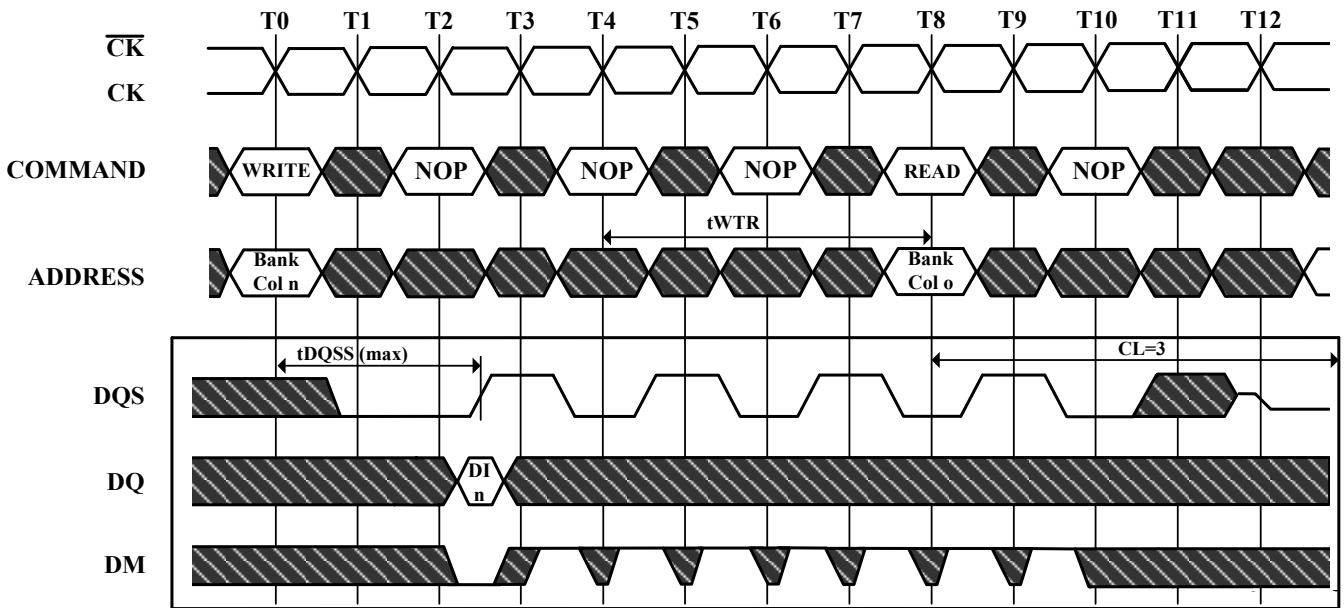 T0 T1 T2 T3 T4 T5 T6 T7 T8 T9 T10 T11 T12
CK
CK
COMMAND WRITE NOP NOP NOP READ NOP
tWTR
ADDRESS Bank Col n Bank Col o
tDQSS (max) CL=3
DQS
DQ DI n
DM